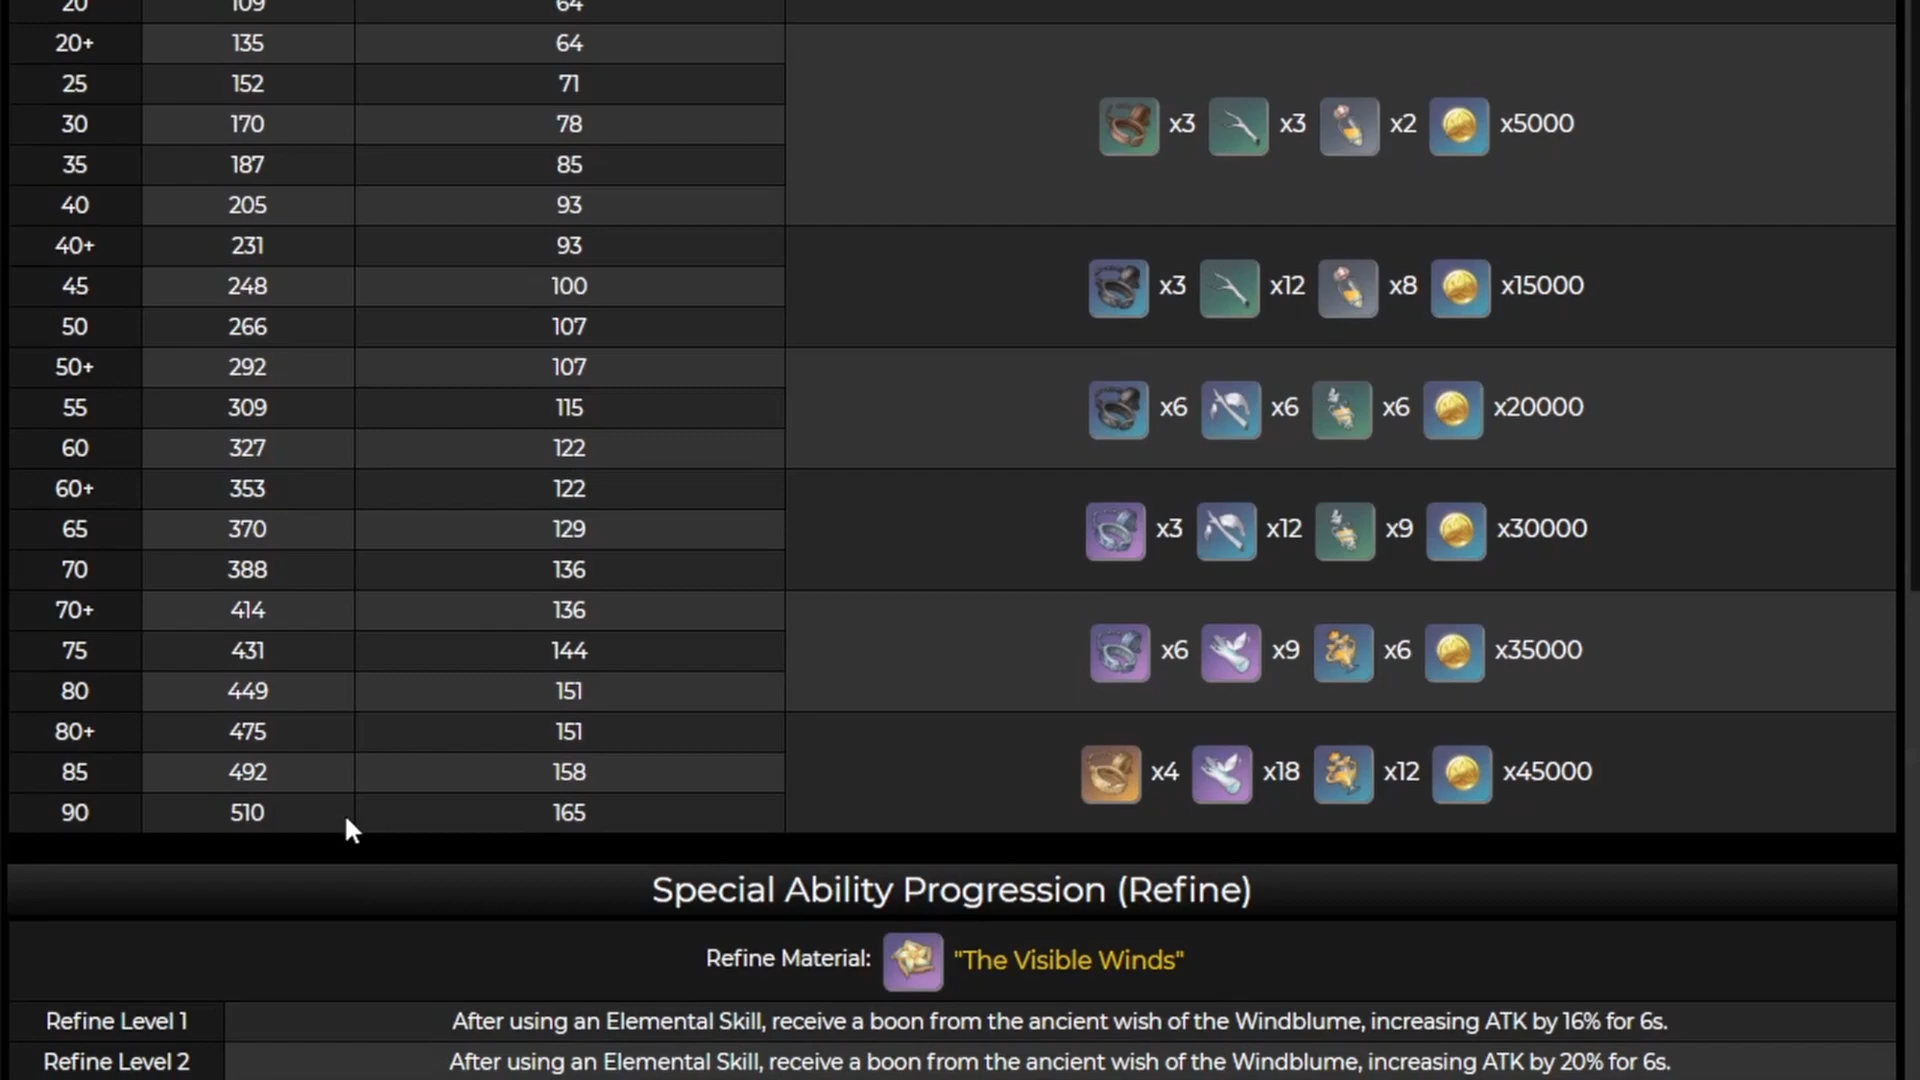 20 109 64
20+ 135 64
25 152 71
30 170 78 x3 x3 x2 x5000
35 187 85
40 205 93
40+ 231 93
45 248 100 x3 x12 x8 x15000
50 266 107
50+ 292 107
55 309 115 x6 x6 x6 x20000
60 327 122
60+ 353 122
65 370 129 x3 x12 x9 x30000
70 388 136
70+ 414 136
75 431 144 x6 x9 x6 x35000
80 449 151
80+ 475 151
85 492 158 x4 x18 x12 x45000
90 510 165
Special Ability Progression (Refine)
Refine Material: "The Visible Winds"
Refine Level 1 After using an Elemental Skill, receive a boon from the ancient wish of the Windblume, increasing ATK by 16% for 6s.
Refine Level 2 After using an Elemental Skill, receive a boon from the ancient wish of the Windblume, increasing ATK by 20% for 6s.